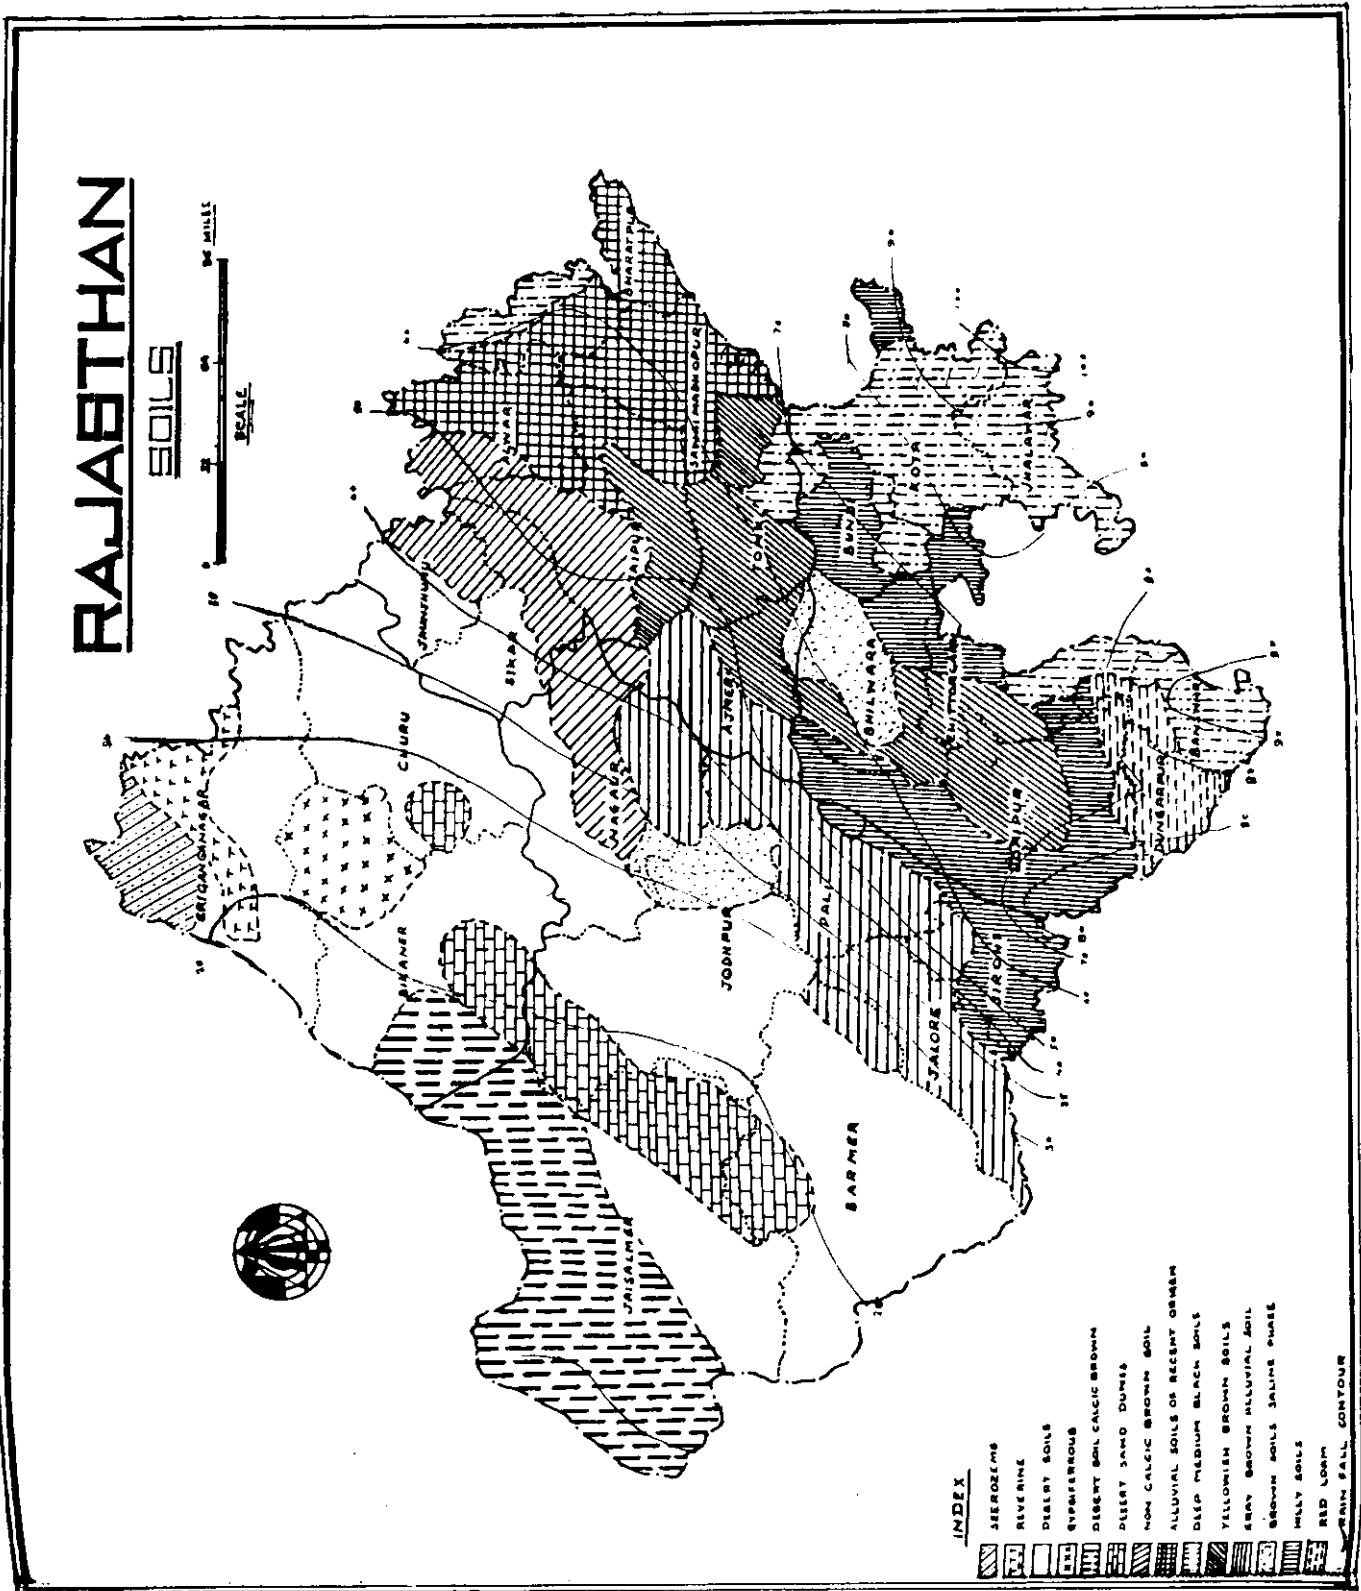 RAJASTHAN
SOILS
0 32 64 96 MILES
SCALE
SRIGANGANAGAR
CHURU
JHUNJHUNU
SIKAR
BIKANER
ALWAR
BHARATPUR
SAWAI MADHOPUR
JAIPUR
TONK
NAGAUR
AJMER
JODHPUR
JAISALMER
BARMER
PALI
JALORE
SIROHI
BHILWARA
BUNDI
KOTA
JHALAWAR
CHITTORGARH
UDAIPUR
DUNGARPUR
BANSWARA
INDEX
SEEROZEMS
REVERINE
DESERT SOILS
GYPSIFERROUS
DESERT SOIL CALCIC BROWN
DESERT SAND DUNES
NON CALCIC BROWN SOIL
ALLUVIAL SOILS OF RECENT ORIGEN
DEEP MEDIUM BLACK SOILS
YELLOWISH BROWN SOILS
GRAY BROWN ALLUVIAL SOIL
BROWN SOILS SALINE PHASE
HILLY SOILS
RED LOAM
RAIN FALL CONTOUR